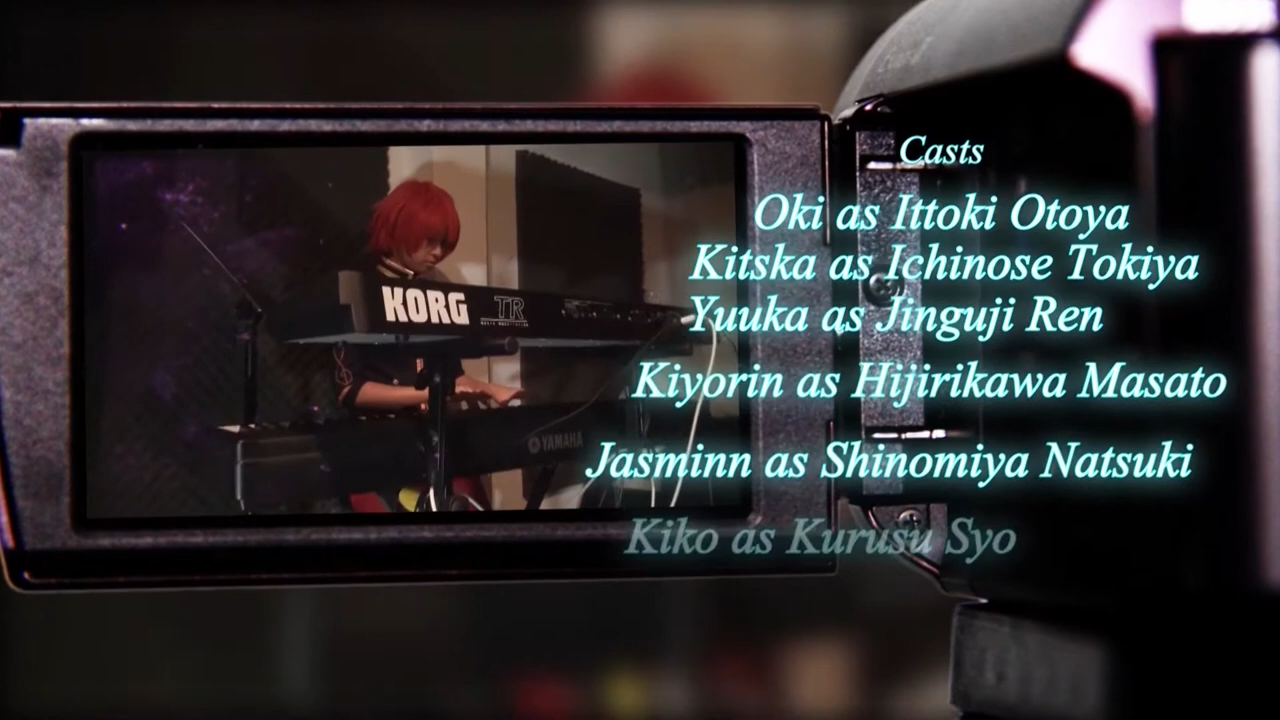 Casts
Oki as Ittoki Otoya
Kitska as Ichinose Tokiya
Yuuka as Jinguji Ren
Kiyorin as Hijirikawa Masato
Jasminn as Shinomiya Natsuki
Kiko as Kurusu Syo
KORG TR
YAMAHA